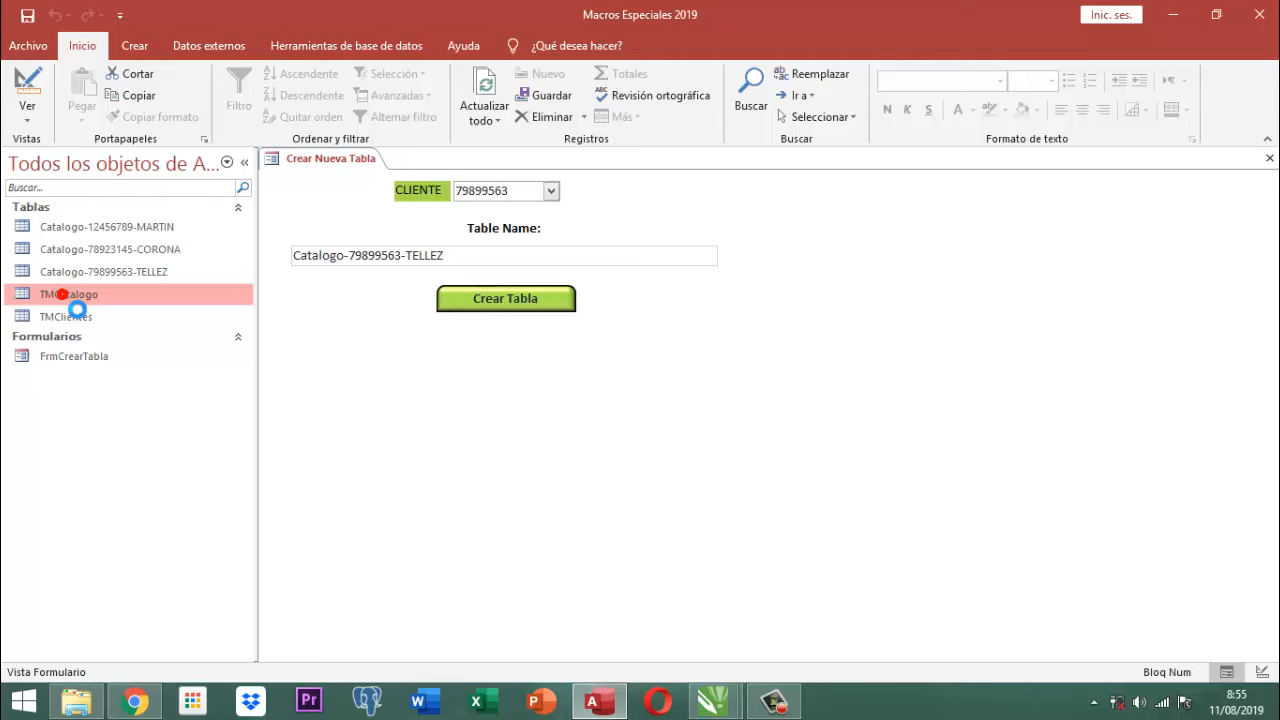 Macros Especiales 2019
Inic. ses.
Archivo Inicio Crear Datos externos Herramientas de base de datos Ayuda ¿Qué desea hacer?
Ver
Vistas
Pegar
Cortar
Copiar
Copiar formato
Portapapeles
Filtro
Ascendente
Descendente
Quitar orden
Selección
Avanzadas
Alternar filtro
Ordenar y filtrar
Actualizar
todo
Nuevo
Guardar
Eliminar
Totales
Revisión ortográfica
Más
Registros
Buscar
Reemplazar
Ir a
Seleccionar
Buscar
N K S A
Formato de texto
Todos los objetos de A...
Buscar...
Tablas
Catalogo-12456789-MARTIN
Catalogo-78923145-CORONA
Catalogo-79899563-TELLEZ
TMCatalogo
TMClientes
Formularios
FrmCrearTabla
Crear Nueva Tabla
CLIENTE 79899563
Table Name:
Catalogo-79899563-TELLEZ
Crear Tabla
Vista Formulario
Bloq Num
Pr
8:55
11/08/2019